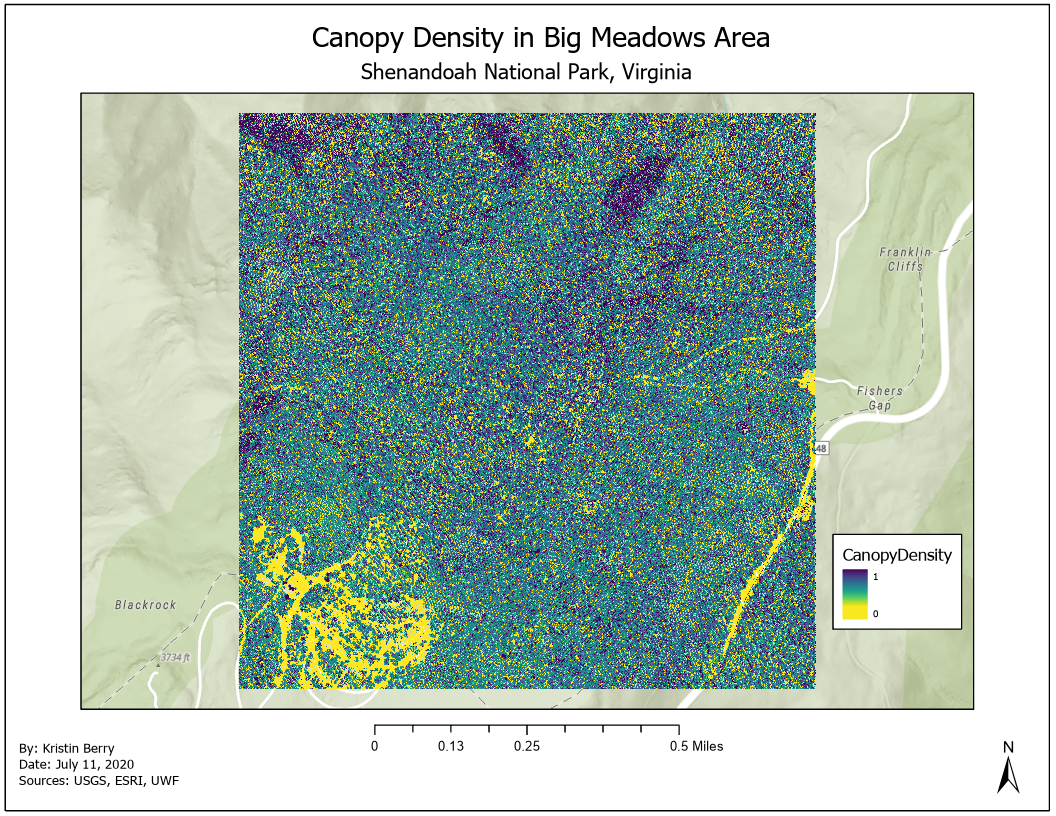 Canopy Density in Big Meadows Area
Shenandoah National Park, Virginia
Franklin
Cliffs
Fishers
Gap
48
CanopyDensity
1
0
Blackrock
3734 ft
0
0.13
0.25
0.5 Miles
By: Kristin Berry
Date: July 11, 2020
Sources: USGS, ESRI, UWF
N